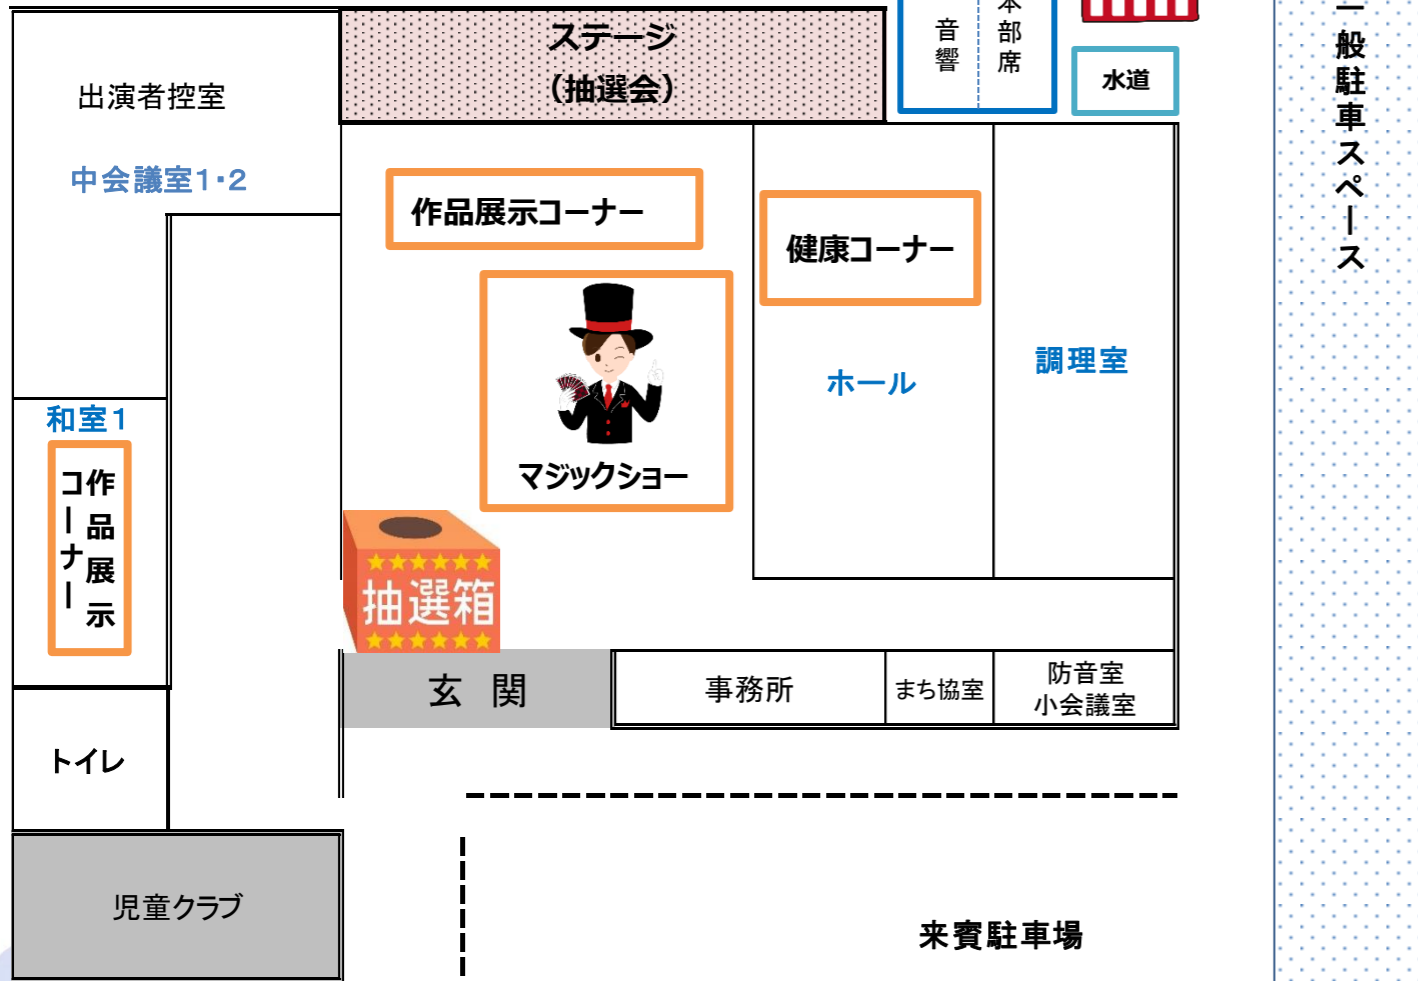 ステージ
(抽選会)
音響
本部席
水道
一般駐車スペース
出演者控室
中会議室1・2
作品展示コーナー
健康コーナー
ホール
調理室
マジックショー
和室1
作品展示
コーナー
抽選箱
玄 関
事務所
まち協室
防音室
小会議室
トイレ
児童クラブ
来賓駐車場